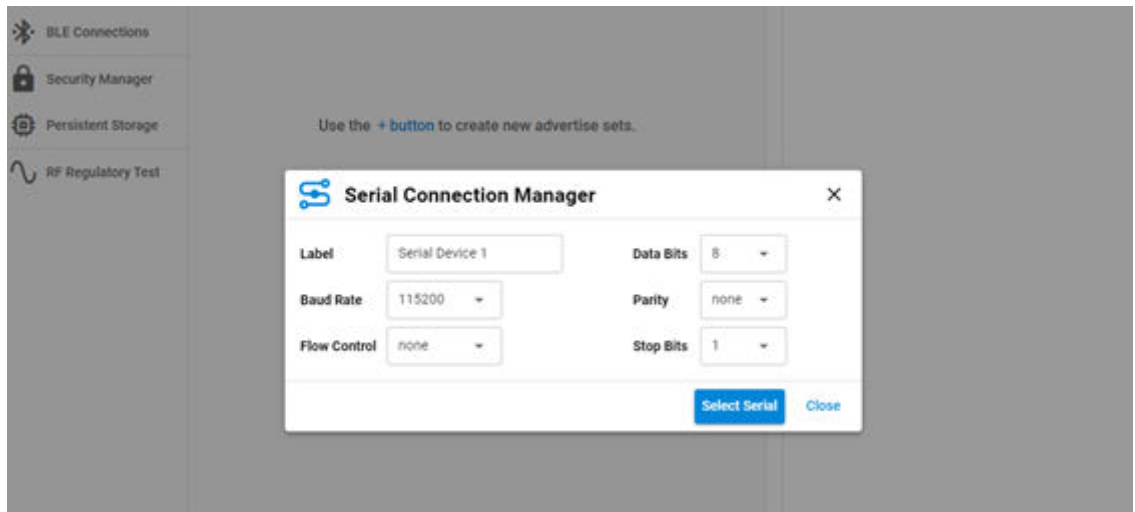 BLE Connections
Security Manager
Persistent Storage
RF Regulatory Test
Use the + button to create new advertise sets.
Serial Connection Manager
Label Serial Device 1 Data Bits 8
Baud Rate 115200 Parity none
Flow Control none Stop Bits 1
Select Serial Close